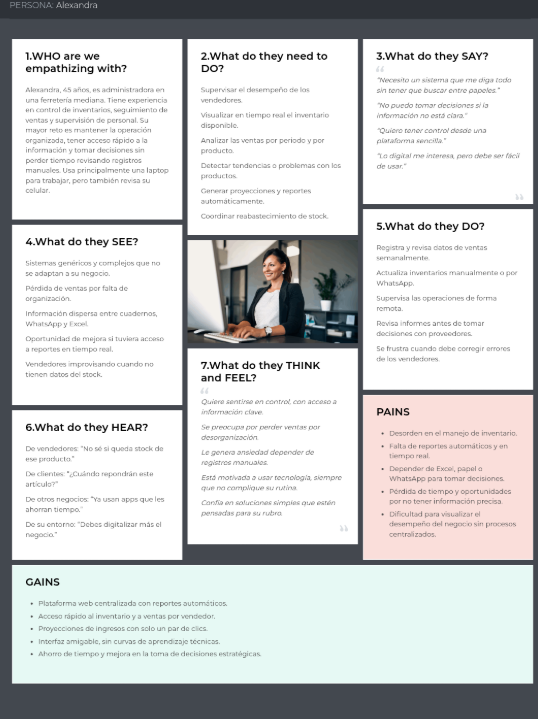 PERSONA: Alexandra
1.WHO are we
empathizing with?
Alexandra, 45 años, es administradora en
una ferretería mediana. Tiene experiencia
en control de inventarios, seguimiento de
ventas y supervisión de personal. Su
mayor reto es mantener la operación
organizada, tener acceso rápido a la
información y tomar decisiones sin
perder tiempo revisando registros
manuales. Usa principalmente una laptop
para trabajar, pero también revisa su
celular.
2.What do they need to
DO?
Supervisar el desempeño de los
vendedores.
Visualizar en tiempo real el inventario
disponible.
Analizar las ventas por periodo y por
producto.
Detectar tendencias o problemas con los
productos.
Generar proyecciones y reportes
automáticamente.
Coordinar reabastecimiento de stock.
3.What do they SAY?
“Necesito un sistema que me diga todo
sin tener que buscar entre papeles.”
“No puedo tomar decisiones si la
información no está clara.”
“Quiero tener control desde una
plataforma sencilla.”
“Lo digital me interesa, pero debe ser fácil
de usar.”
4.What do they SEE?
Sistemas genéricos y complejos que no
se adaptan a su negocio.
Pérdida de ventas por falta de
organización.
Información dispersa entre cuadernos,
WhatsApp y Excel.
Oportunidad de mejora si tuviera acceso
a reportes en tiempo real.
Vendedores improvisando cuando no
tienen datos del stock.
5.What do they DO?
Registra y revisa datos de ventas
semanalmente.
Actualiza inventarios manualmente o por
WhatsApp.
Supervisa las operaciones de forma
remota.
Revisa informes antes de tomar
decisiones con proveedores.
Se frustra cuando debe corregir errores
de los vendedores.
6.What do they HEAR?
De vendedores: “No sé si queda stock de
ese producto.”
De clientes: “¿Cuándo repondrán este
artículo?”
De otros negocios: “Ya usan apps que les
ahorran tiempo.”
De su entorno: “Debes digitalizar más el
negocio.”
7.What do they THINK
and FEEL?
Quiere sentirse en control, con acceso a
información clave.
Se preocupa por perder ventas por
desorganización.
Le genera ansiedad depender de
registros manuales.
Está motivada a usar tecnología, siempre
que no complique su rutina.
Confía en soluciones simples que estén
pensadas para su rubro.
PAINS
• Desorden en el manejo de inventario.
• Falta de reportes automáticos y en
tiempo real.
• Depender de Excel, papel o
WhatsApp para tomar decisiones.
• Pérdida de tiempo y oportunidades
por no tener información precisa.
• Dificultad para visualizar el
desempeño del negocio sin procesos
centralizados.
GAINS
• Plataforma web centralizada con reportes automáticos.
• Acceso rápido al inventario y a ventas por vendedor.
• Proyecciones de ingresos con solo un par de clics.
• Interfaz amigable, sin curvas de aprendizaje técnicas.
• Ahorro de tiempo y mejora en la toma de decisiones estratégicas.